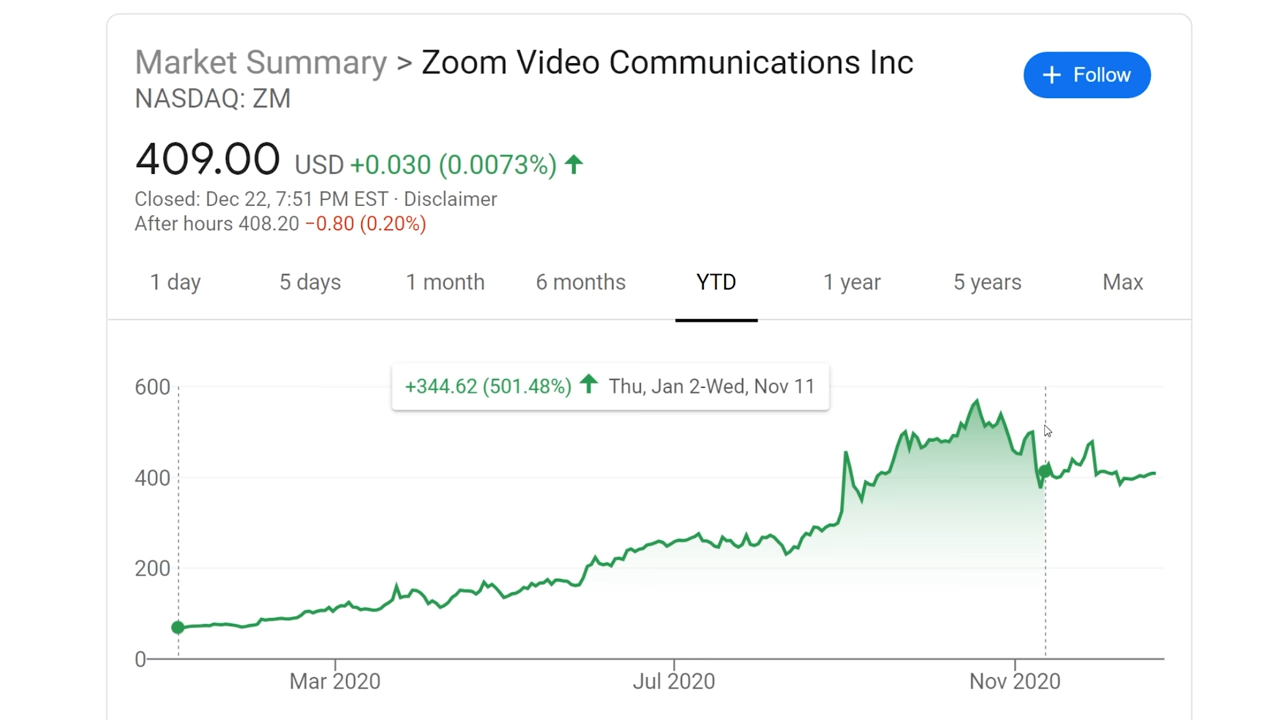 Market Summary > Zoom Video Communications Inc
NASDAQ: ZM
+ Follow
409.00 USD +0.030 (0.0073%)
Closed: Dec 22, 7:51 PM EST · Disclaimer
After hours 408.20 −0.80 (0.20%)
1 day 5 days 1 month 6 months YTD 1 year 5 years Max
+344.62 (501.48%) Thu, Jan 2-Wed, Nov 11
600
400
200
0
Mar 2020 Jul 2020 Nov 2020